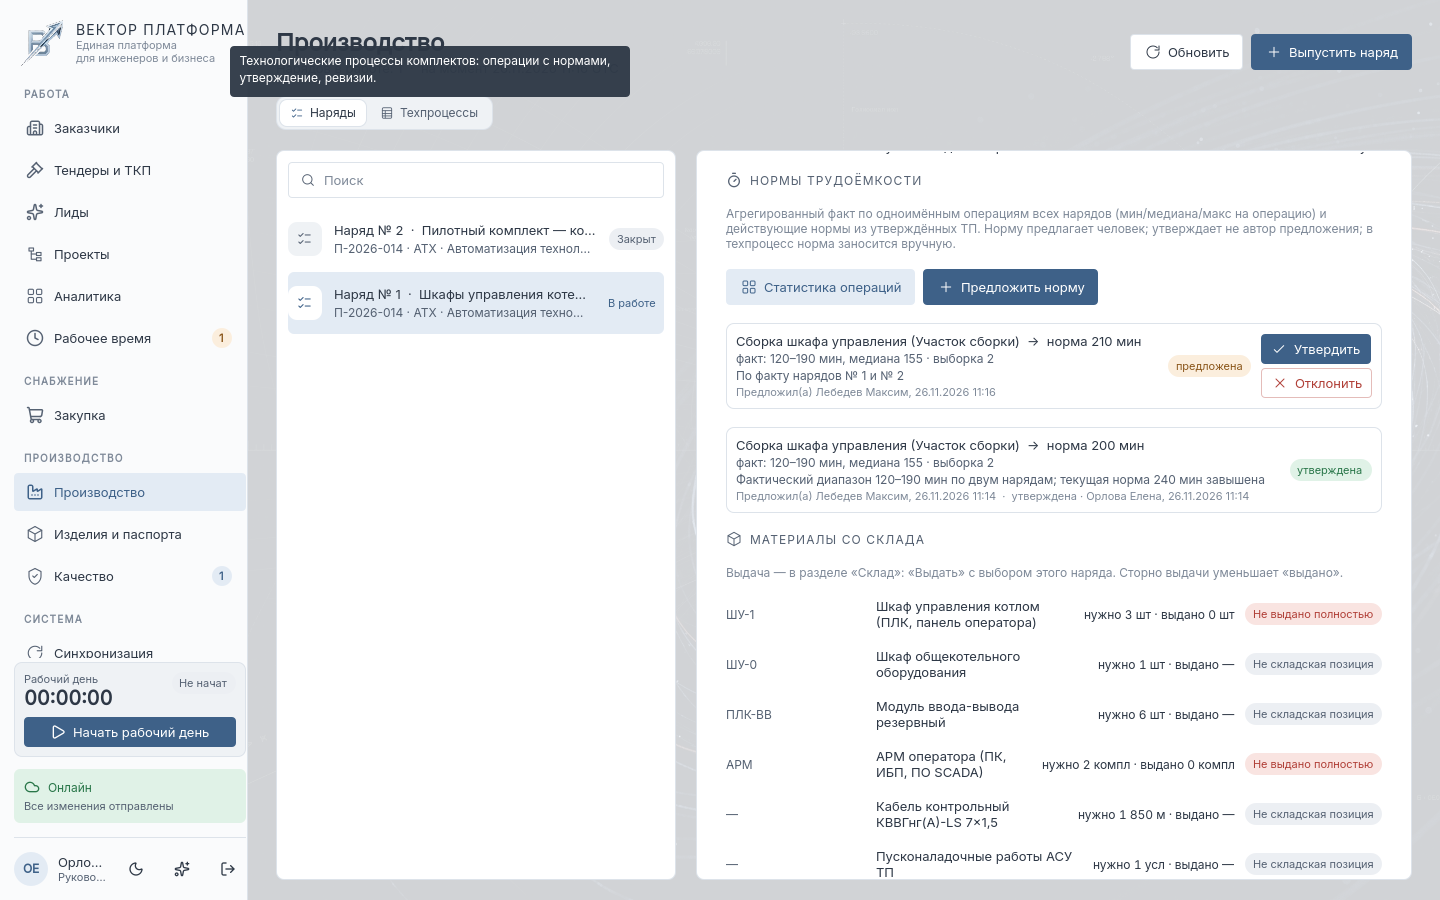 ВЕКТОР ПЛАТФОРМА
Единая платформа
для инженеров и бизнеса
РАБОТА
Заказчики
Тендеры и ТКП
Лиды
Проекты
Аналитика
Рабочее время
1
СНАБЖЕНИЕ
Закупка
ПРОИЗВОДСТВО
Производство
Изделия и паспорта
Качество
1
СИСТЕМА
Синхронизация
Рабочий день
Не начат
00:00:00
Начать рабочий день
Онлайн
Все изменения отправлены
ОЕ
Орло...
Руково...
Производство
Технологические процессы комплектов: операции с нормами,
утверждение, ревизии.
Обновить
Выпустить наряд
Наряды
Техпроцессы
Поиск
Наряд № 2 · Пилотный комплект — ко...
П-2026-014 · АТХ · Автоматизация технол...
Закрыт
Наряд № 1 · Шкафы управления коте...
П-2026-014 · АТХ · Автоматизация техно...
В работе
НОРМЫ ТРУДОЁМКОСТИ
Агрегированный факт по одноимённым операциям всех нарядов (мин/медиана/макс на операцию) и
действующие нормы из утверждённых ТП. Норму предлагает человек; утверждает не автор предложения; в
техпроцесс норма заносится вручную.
Статистика операций
Предложить норму
Сборка шкафа управления (Участок сборки) → норма 210 мин
факт: 120–190 мин, медиана 155 · выборка 2
По факту нарядов № 1 и № 2
Предложил(а) Лебедев Максим, 26.11.2026 11:16
предложена
Утвердить
Отклонить
Сборка шкафа управления (Участок сборки) → норма 200 мин
факт: 120–190 мин, медиана 155 · выборка 2
Фактический диапазон 120–190 мин по двум нарядам; текущая норма 240 мин завышена
Предложил(а) Лебедев Максим, 26.11.2026 11:14 · утверждена · Орлова Елена, 26.11.2026 11:14
утверждена
МАТЕРИАЛЫ СО СКЛАДА
Выдача — в разделе «Склад»: «Выдать» с выбором этого наряда. Сторно выдачи уменьшает «выдано».
ШУ-1
Шкаф управления котлом
(ПЛК, панель оператора)
нужно 3 шт · выдано 0 шт
Не выдано полностью
ШУ-0
Шкаф общекотельного
оборудования
нужно 1 шт · выдано —
Не складская позиция
ПЛК-ВВ
Модуль ввода-вывода
резервный
нужно 6 шт · выдано —
Не складская позиция
АРМ
АРМ оператора (ПК,
ИБП, ПО SCADA)
нужно 2 компл · выдано 0 компл
Не выдано полностью
—
Кабель контрольный
КВВГнг(А)-LS 7×1,5
нужно 1 850 м · выдано —
Не складская позиция
—
Пусконаладочные работы АСУ
ТП
нужно 1 усл · выдано —
Не складская позиция